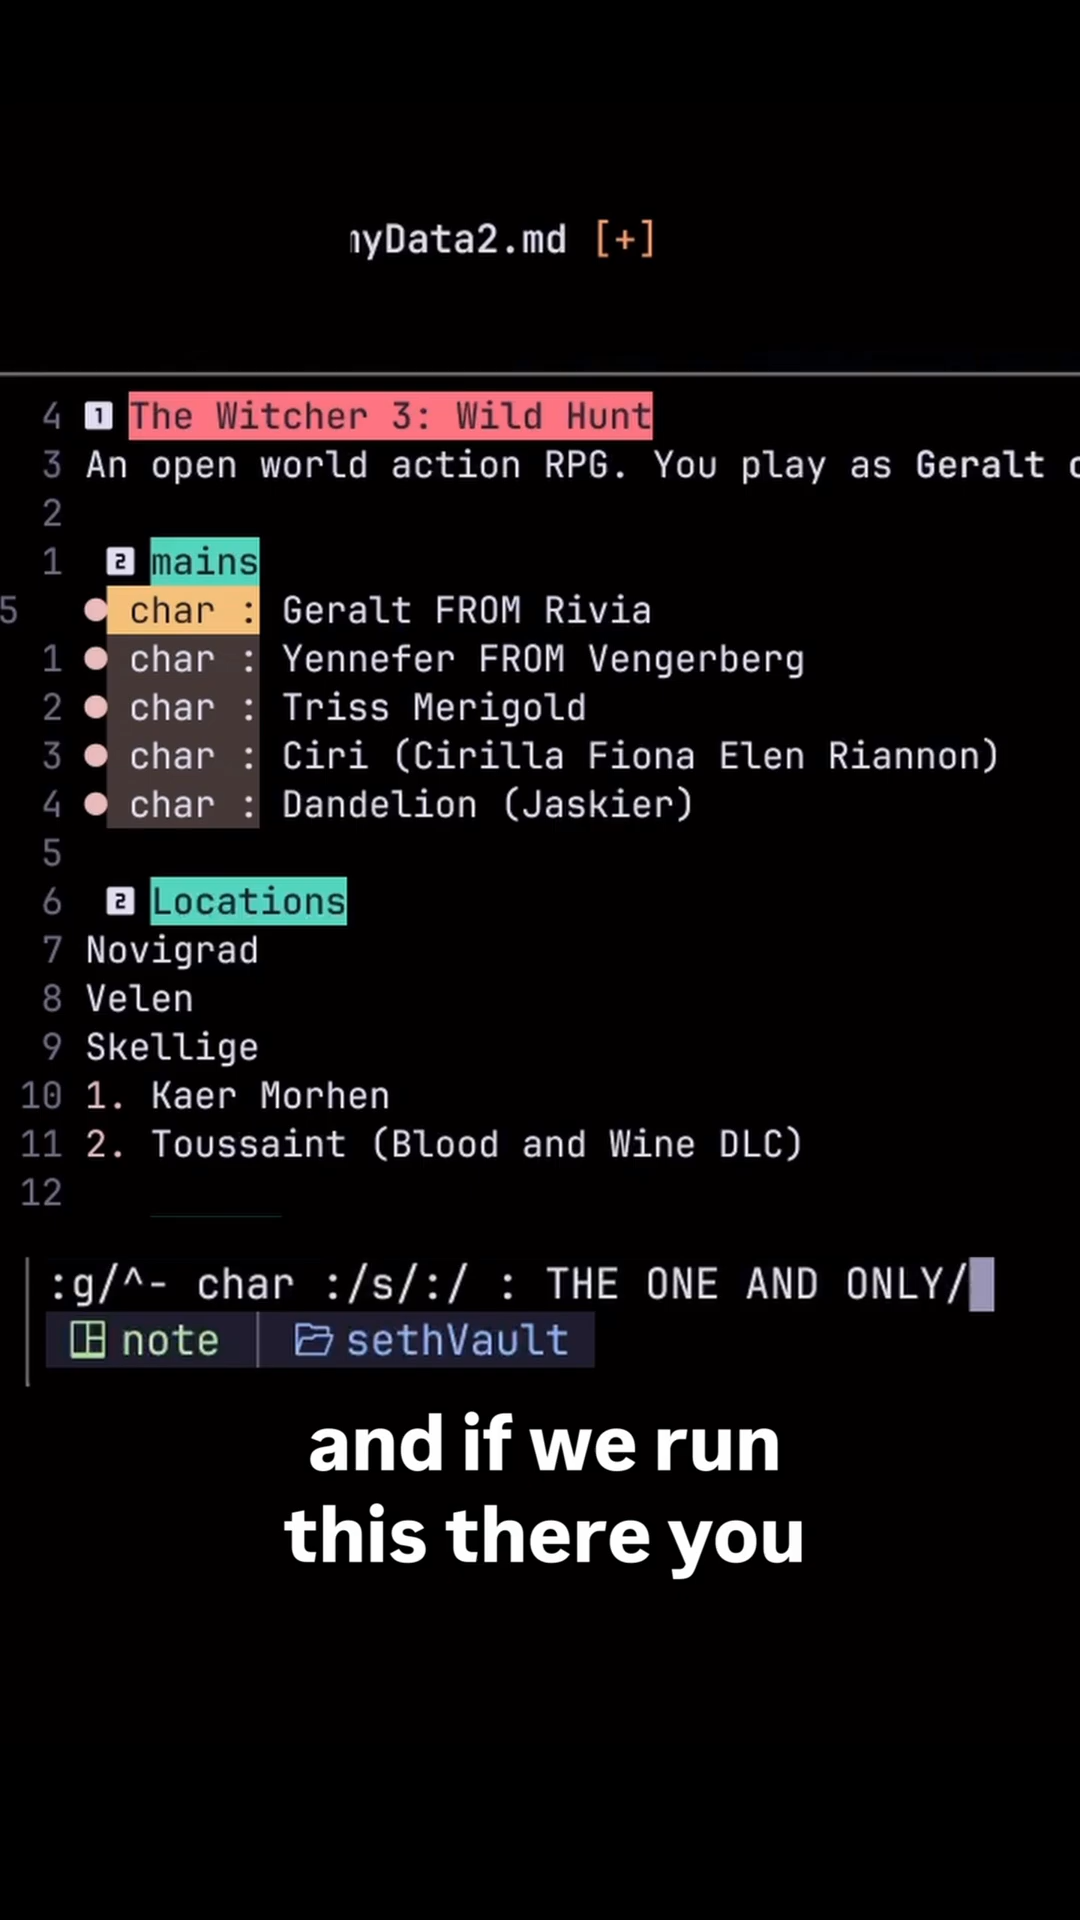 nyData2.md [+]
4 1 The Witcher 3: Wild Hunt
3 An open world action RPG. You play as Geralt
2
1 2 mains
5 char : Geralt FROM Rivia
1 char : Yennefer FROM Vengerberg
2 char : Triss Merigold
3 char : Ciri (Cirilla Fiona Elen Riannon)
4 char : Dandelion (Jaskier)
5
6 2 Locations
7 Novigrad
8 Velen
9 Skellige
10 1. Kaer Morhen
11 2. Toussaint (Blood and Wine DLC)
12
:g/^- char :/s/:/ : THE ONE AND ONLY/
note sethVault
and if we run
this there you